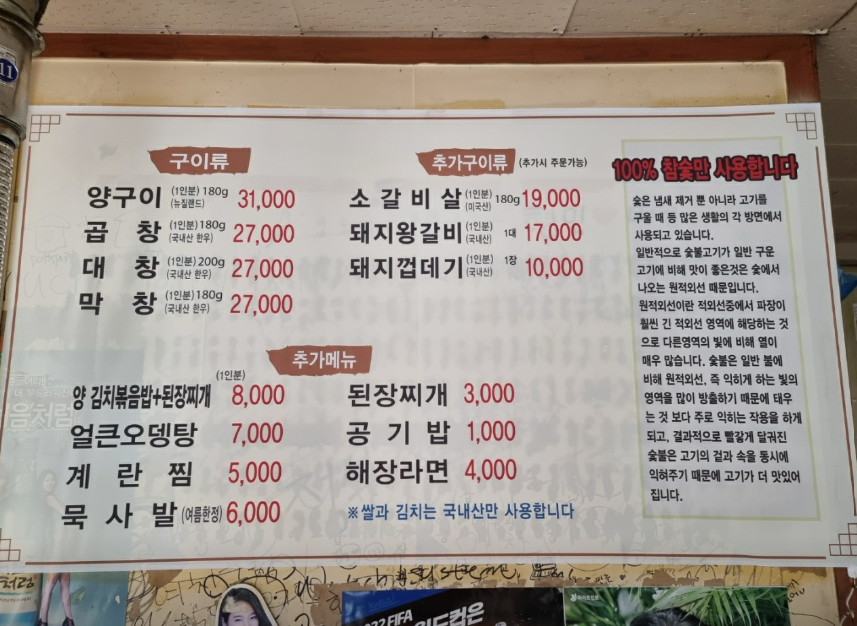 11
구이류
양구이 (1인분) 180g (뉴질랜드) 31,000
곱 창 (1인분) 180g (국내산 한우) 27,000
대 창 (1인분) 200g (국내산 한우) 27,000
막 창 (1인분) 180g (국내산 한우) 27,000
추가구이류 (추가시 주문가능)
소 갈 비 살 (1인분) (미국산) 180g 19,000
돼지왕갈비 (1인분) (국내산) 1대 17,000
돼지껍데기 (1인분) (국내산) 1장 10,000
추가메뉴
(1인분)
양 김치볶음밥+된장찌개 8,000
얼큰오뎅탕 7,000
계 란 찜 5,000
묵 사 발 (여름한정) 6,000
된장찌개 3,000
공 기 밥 1,000
해장라면 4,000
※쌀과 김치는 국내산만 사용합니다
100% 참숯만 사용합니다
숯은 냄새 제거 뿐 아니라 고기를
구울 때 등 많은 생활의 각 방면에서
사용되고 있습니다.
일반적으로 숯불고기가 일반 구운
고기에 비해 맛이 좋은것은 숯에서
나오는 원적외선 때문입니다.
원적외선이란 적외선중에서 파장이
훨씬 긴 적외선 영역에 해당하는 것
으로 다른영역의 빛에 비해 열이
매우 많습니다. 숯불은 일반 불에
비해 원적외선, 즉 익히게 하는 빛의
영역을 많이 방출하기 때문에 태우
는 것 보다 주로 익히는 작용을 하게
되고, 결과적으로 빨갛게 달궈진
숯불은 고기의 겉과 속을 동시에
익혀주기 때문에 고기가 더 맛있어
집니다.
음처럼
처럼
2022 FIFA
월드컵은